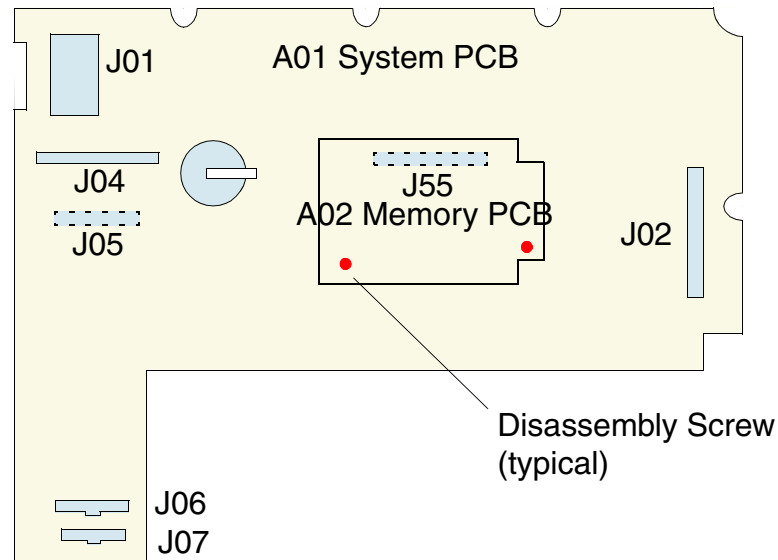 J01
A01 System PCB
J04
J55
A02 Memory PCB
J05
J02
Disassembly Screw
(typical)
J06
J07